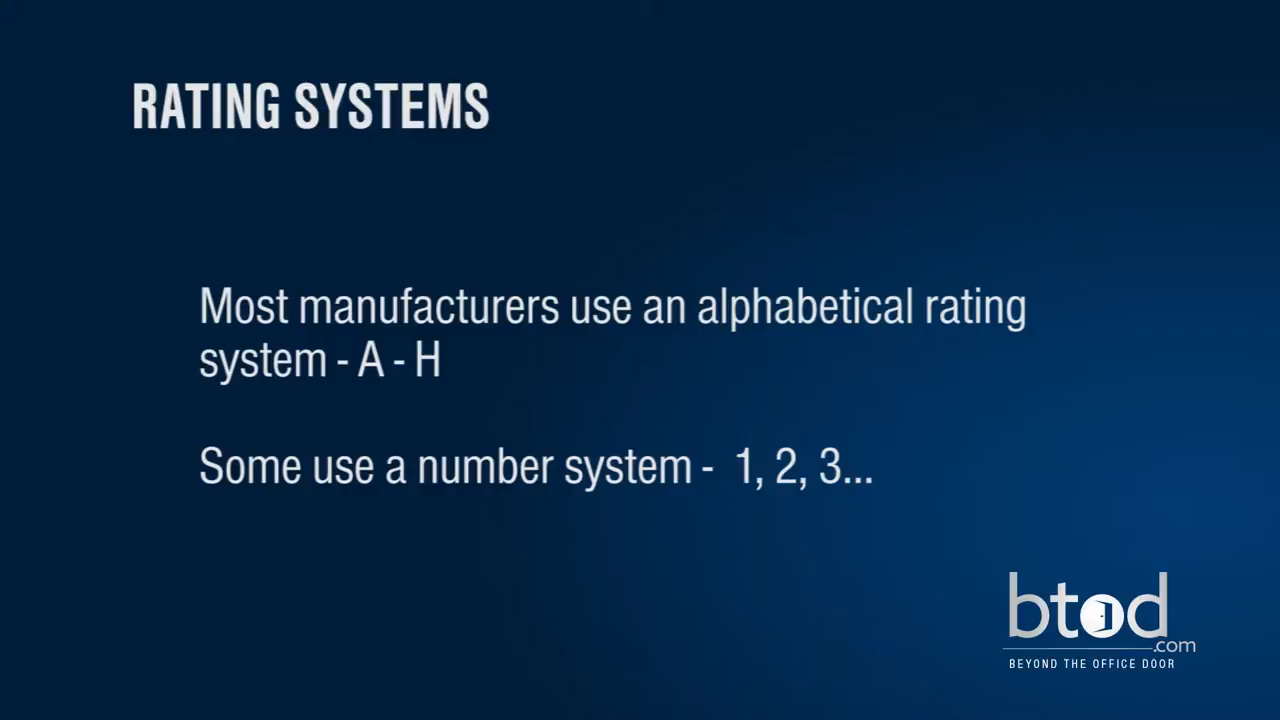 RATING SYSTEMS
Most manufacturers use an alphabetical rating
system - A - H
Some use a number system - 1, 2, 3...
btod
.com
BEYOND THE OFFICE DOOR